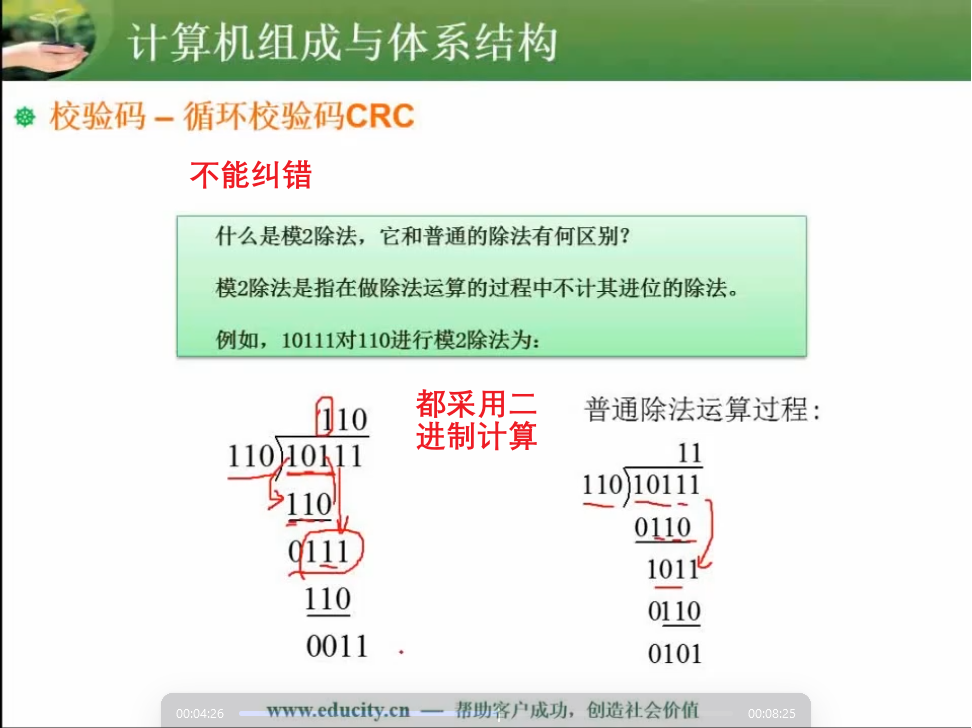 计算机组成与体系结构
校验码 – 循环校验码CRC
不能纠错
什么是模2除法，它和普通的除法有何区别？
模2除法是指在做除法运算的过程中不计其进位的除法。
例如，10111对110进行模2除法为：
110
110)10111
110
0111
110
0011
都采用二
进制计算
普通除法运算过程：
11
110)10111
0110
1011
0110
0101
00:04:26
www.educity.cn — 帮助客户成功，创造社会价值
00:08:25